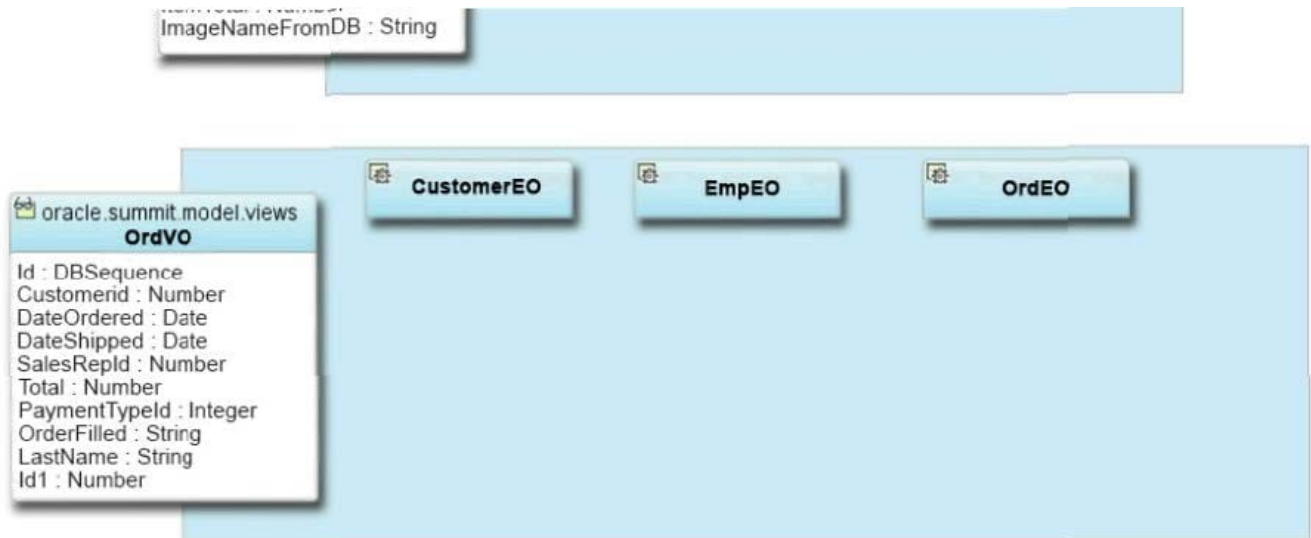 ImageNameFromDB : String
CustomerEO
EmpEO
OrdEO
oracle.summit.model.views
OrdVO
Id : DBSequence
Customerid : Number
DateOrdered : Date
DateShipped : Date
SalesRepId : Number
Total : Number
PaymentTypeId : Integer
OrderFilled : String
LastName : String
Id1 : Number